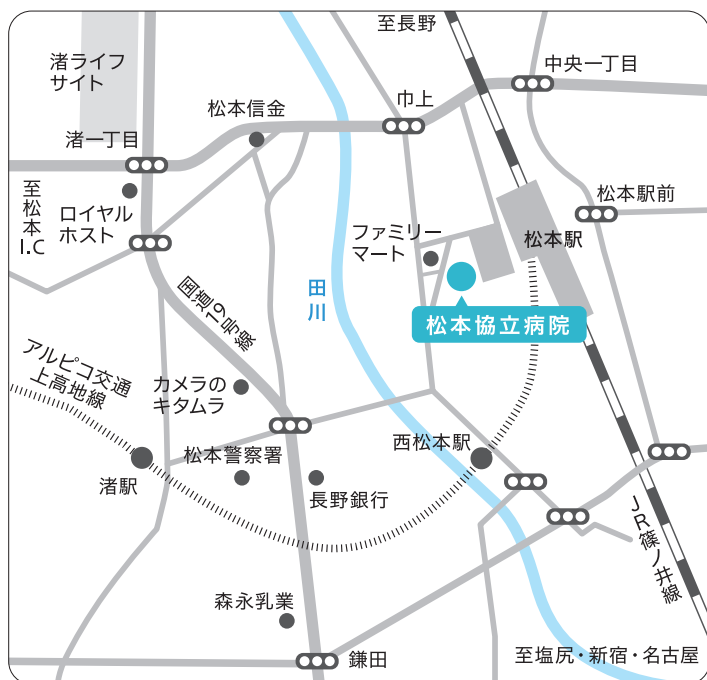 至長野
渚ライフ
サイト
中央一丁目
松本信金
巾上
渚一丁目
至松本I.C
ロイヤル
ホスト
松本駅前
ファミリー
マート
松本駅
田川
国道19号線
松本協立病院
アルピコ交通
上高地線
カメラの
キタムラ
松本警察署
西松本駅
渚駅
長野銀行
JR篠ノ井線
森永乳業
鎌田
至塩尻・新宿・名古屋